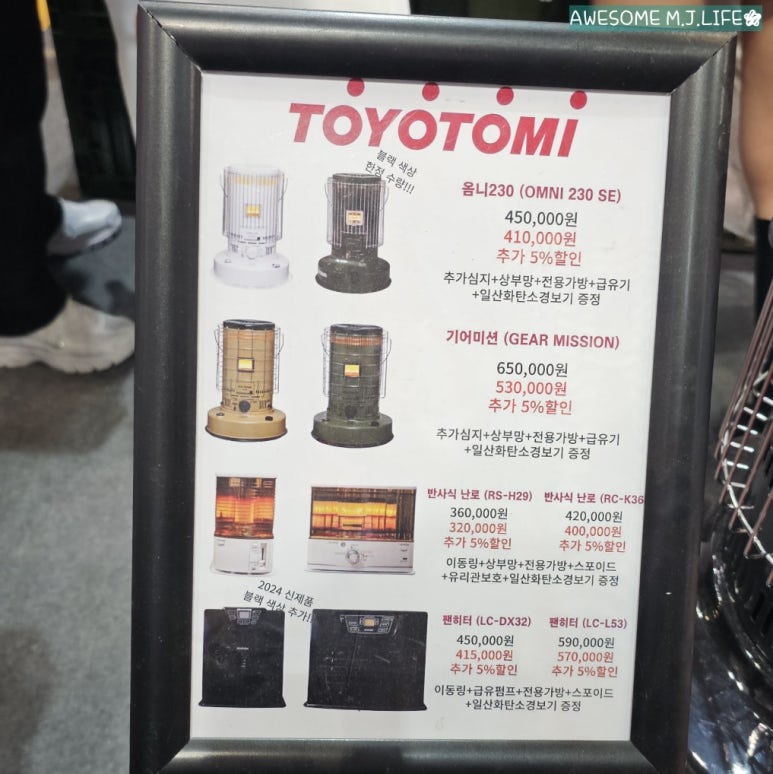 AWESOME M.J.LIFE
TOYOTOMI
블랙 색상
한정 수량!!!
옴니230 (OMNI 230 SE)
450,000원
410,000원
추가 5%할인
추가심지+상부망+전용가방+급유기
+일산화탄소경보기 증정
기어미션 (GEAR MISSION)
650,000원
530,000원
추가 5%할인
추가심지+상부망+전용가방+급유기
+일산화탄소경보기 증정
반사식 난로 (RS-H29) 반사식 난로 (RC-K36
360,000원 420,000원
320,000원 400,000원
추가 5%할인 추가 5%할인
이동링+상부망+전용가방+스포이드
+유리관보호+일산화탄소경보기 증정
2024 신제품
블랙 색상 추가!!
팬히터 (LC-DX32) 팬히터 (LC-L53)
450,000원 590,000원
415,000원 570,000원
추가 5%할인 추가 5%할인
이동링+급유펌프+전용가방+스포이드
+일산화탄소경보기 증정